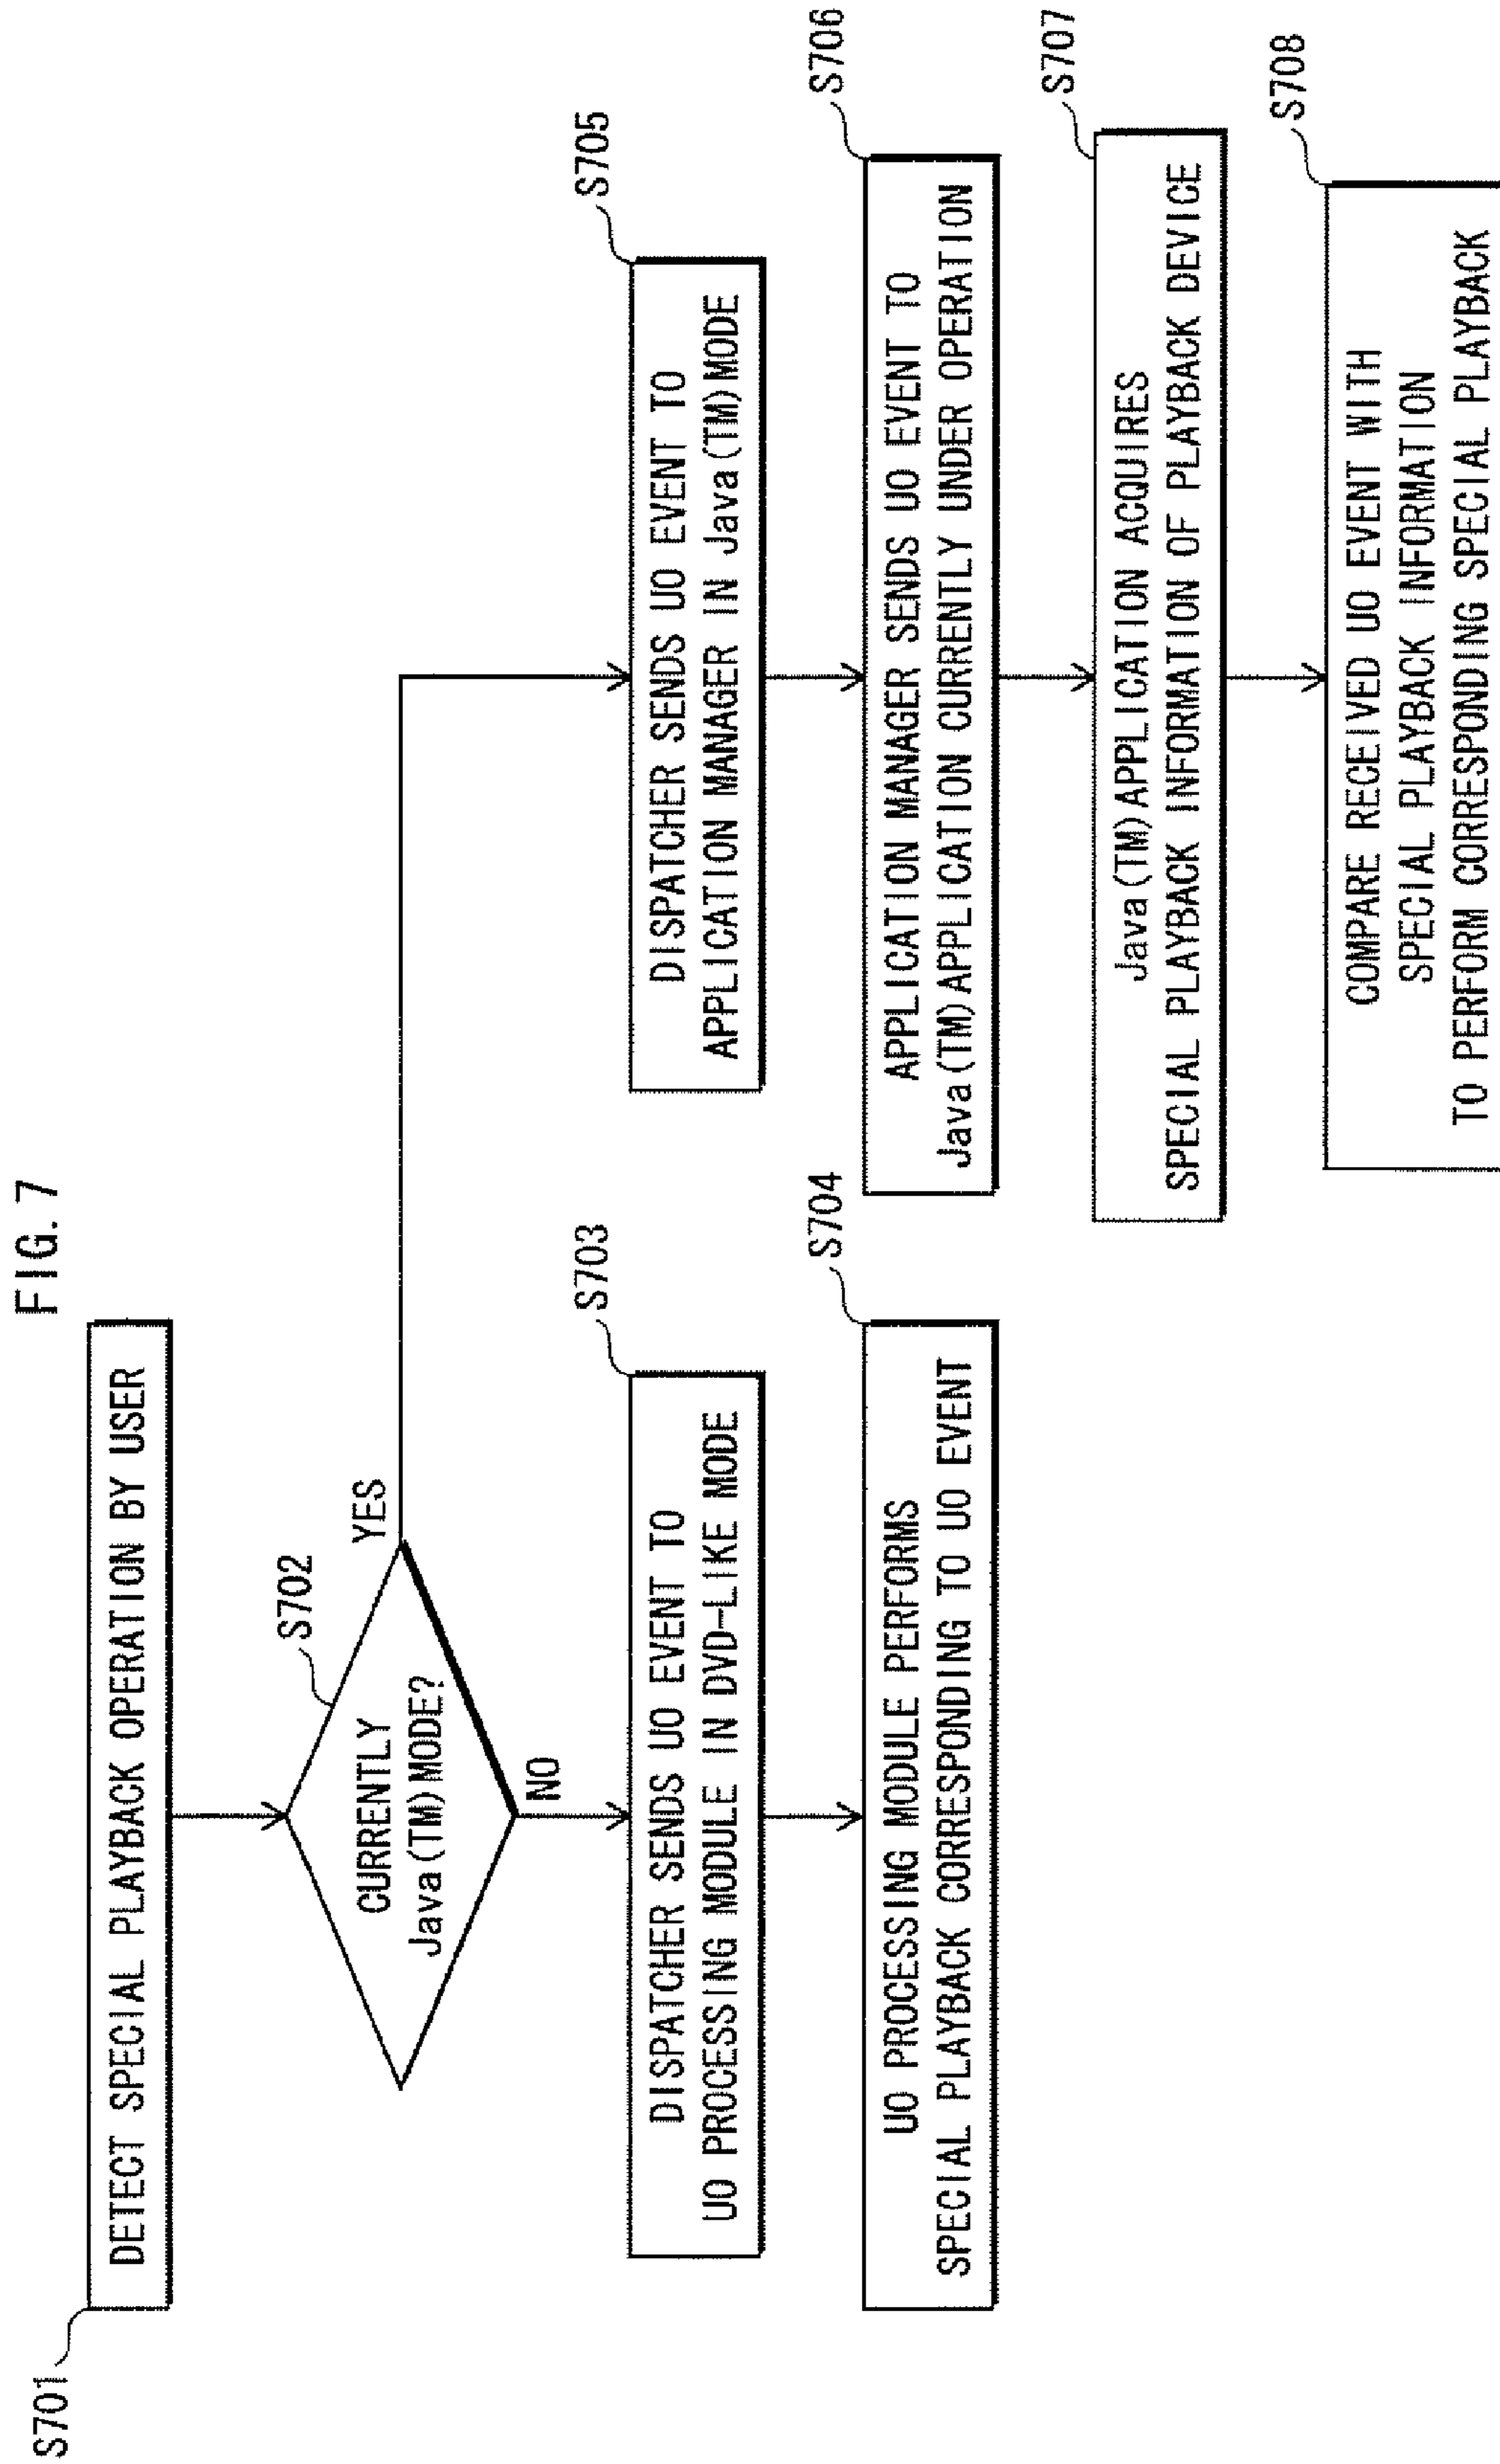 FIG. 7
S701
DETECT SPECIAL PLAYBACK OPERATION BY USER
S702
CURRENTLY
Java(TM) MODE?
YES
NO
S703
DISPATCHER SENDS UO EVENT TO
UO PROCESSING MODULE IN DVD-LIKE MODE
S704
UO PROCESSING MODULE PERFORMS
SPECIAL PLAYBACK CORRESPONDING TO UO EVENT
S705
DISPATCHER SENDS UO EVENT TO
APPLICATION MANAGER IN Java(TM) MODE
S706
APPLICATION MANAGER SENDS UO EVENT TO
Java(TM) APPLICATION CURRENTLY UNDER OPERATION
S707
Java(TM) APPLICATION ACQUIRES
SPECIAL PLAYBACK INFORMATION OF PLAYBACK DEVICE
S708
COMPARE RECEIVED UO EVENT WITH
SPECIAL PLAYBACK INFORMATION
TO PERFORM CORRESPONDING SPECIAL PLAYBACK